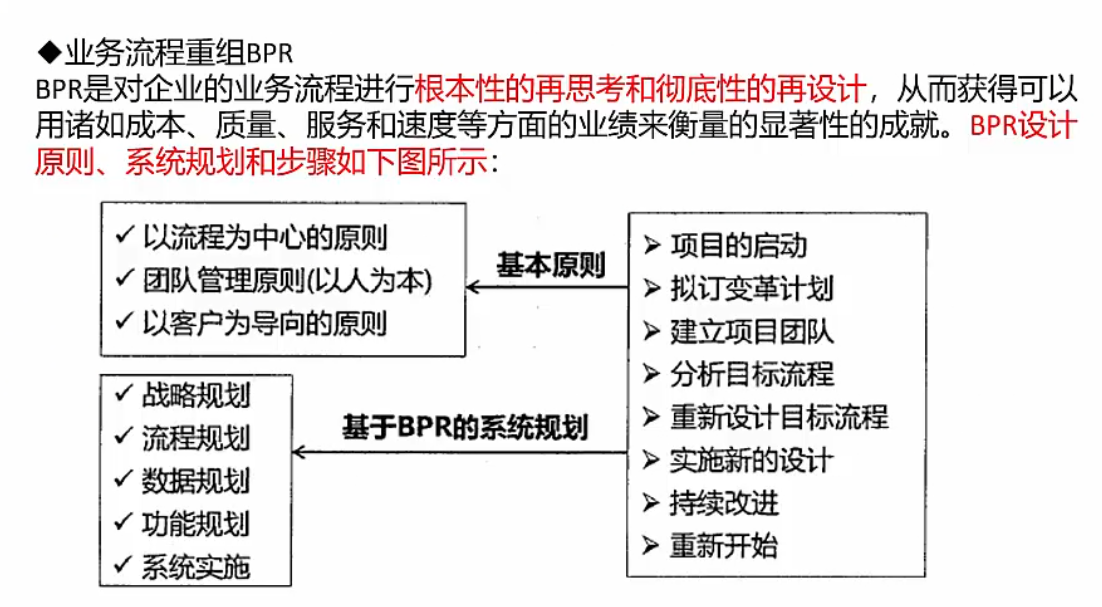 ◆业务流程重组BPR
BPR是对企业的业务流程进行根本性的再思考和彻底性的再设计，从而获得可以
用诸如成本、质量、服务和速度等方面的业绩来衡量的显著性的成就。BPR设计
原则、系统规划和步骤如下图所示：
✓ 以流程为中心的原则
✓ 团队管理原则(以人为本)
✓ 以客户为导向的原则
基本原则
➢ 项目的启动
➢ 拟订变革计划
➢ 建立项目团队
➢ 分析目标流程
➢ 重新设计目标流程
➢ 实施新的设计
➢ 持续改进
➢ 重新开始
✓ 战略规划
✓ 流程规划
✓ 数据规划
✓ 功能规划
✓ 系统实施
基于BPR的系统规划